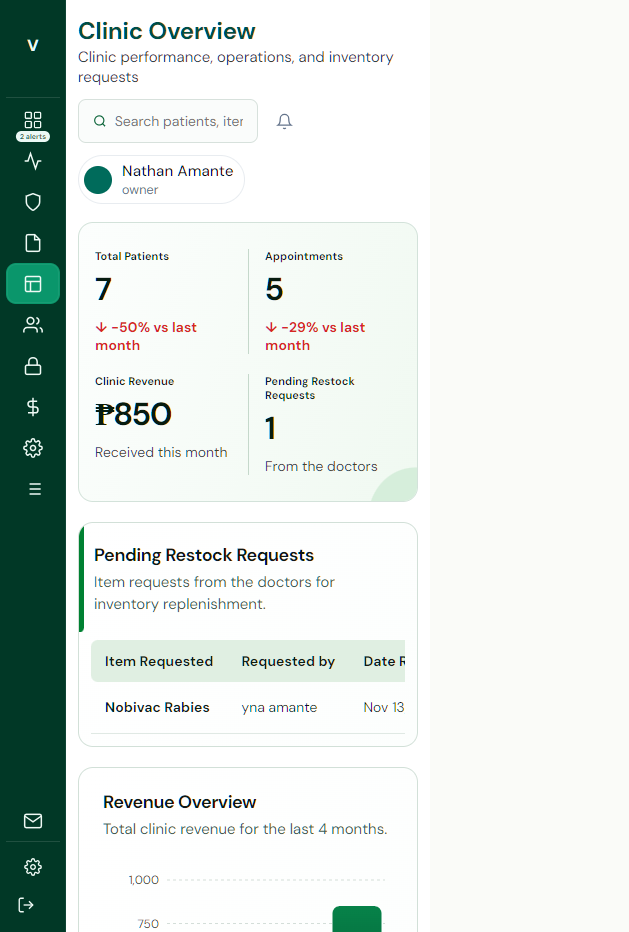 V
2 alerts
Clinic Overview
Clinic performance, operations, and inventory
requests
Search patients, iter
Nathan Amante
owner
Total Patients
7
↓ -50% vs last
month
Appointments
5
↓ -29% vs last
month
Clinic Revenue
₱850
Received this month
Pending Restock
Requests
1
From the doctors
Pending Restock Requests
Item requests from the doctors for
inventory replenishment.
Item Requested Requested by Date R
Nobivac Rabies yna amante Nov 13
Revenue Overview
Total clinic revenue for the last 4 months.
1,000
750